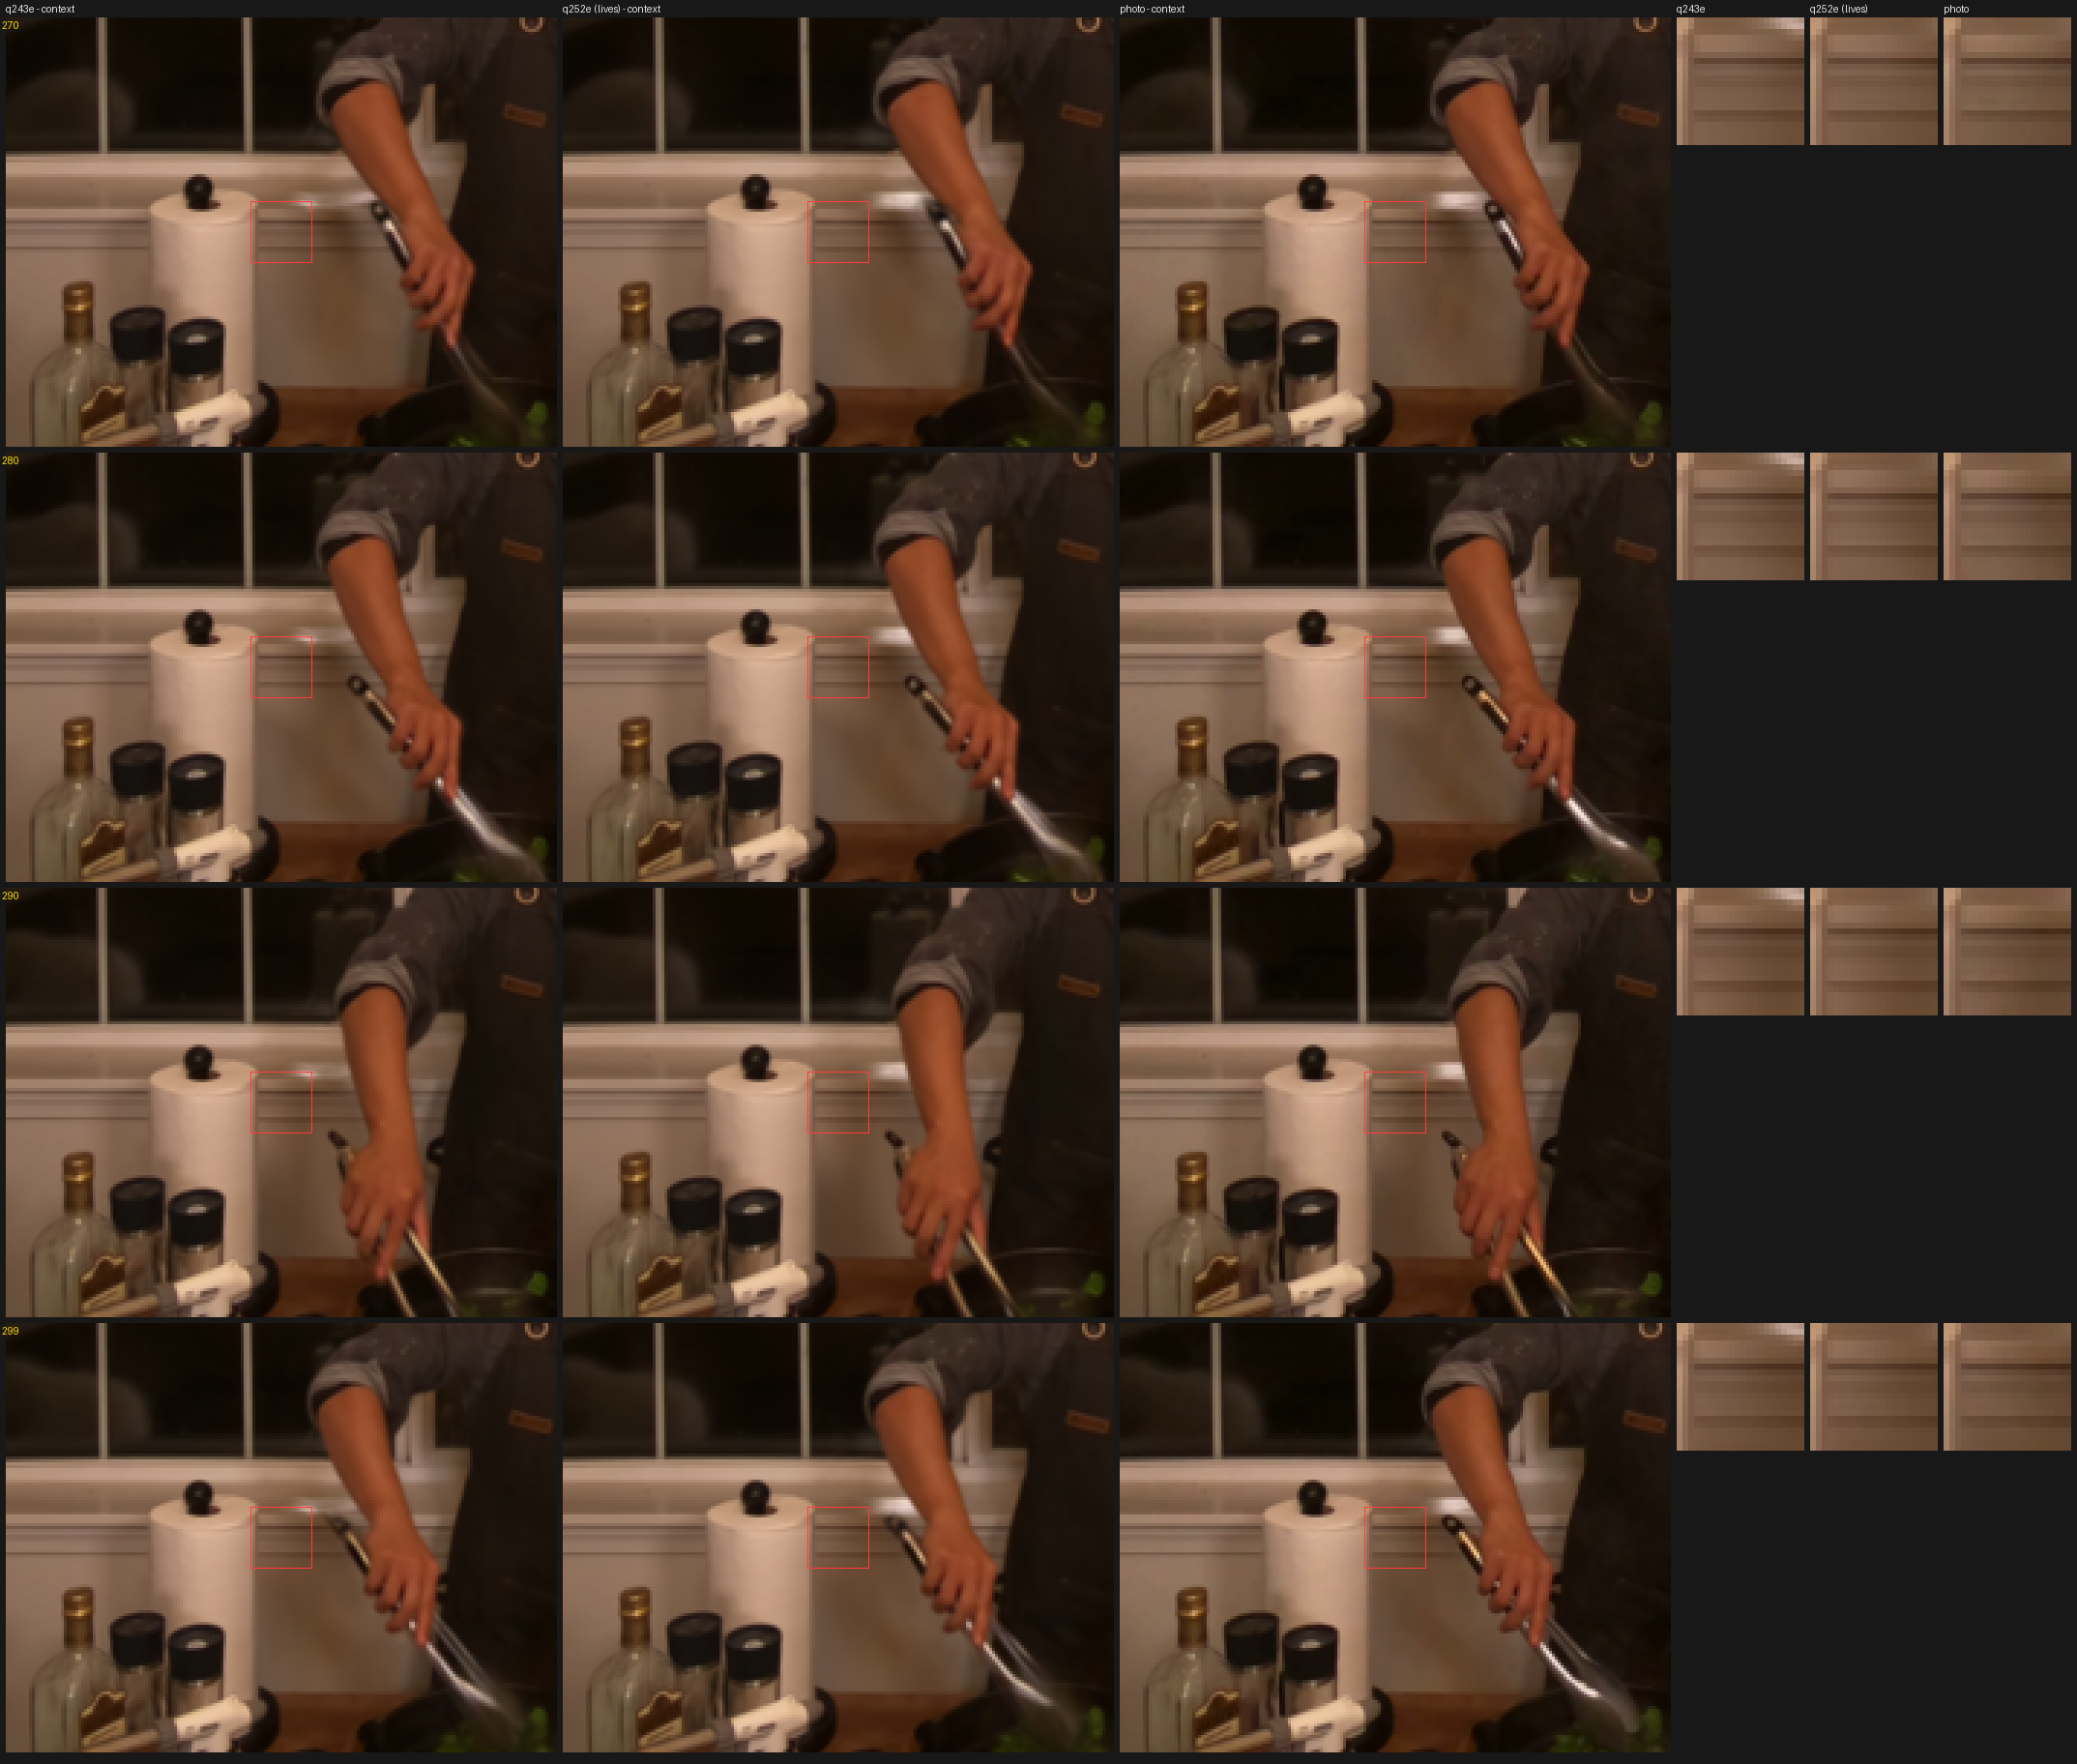 q243e - context q252e (lives) - context photo - context q243e q252e (lives) photo
270
280
290
299